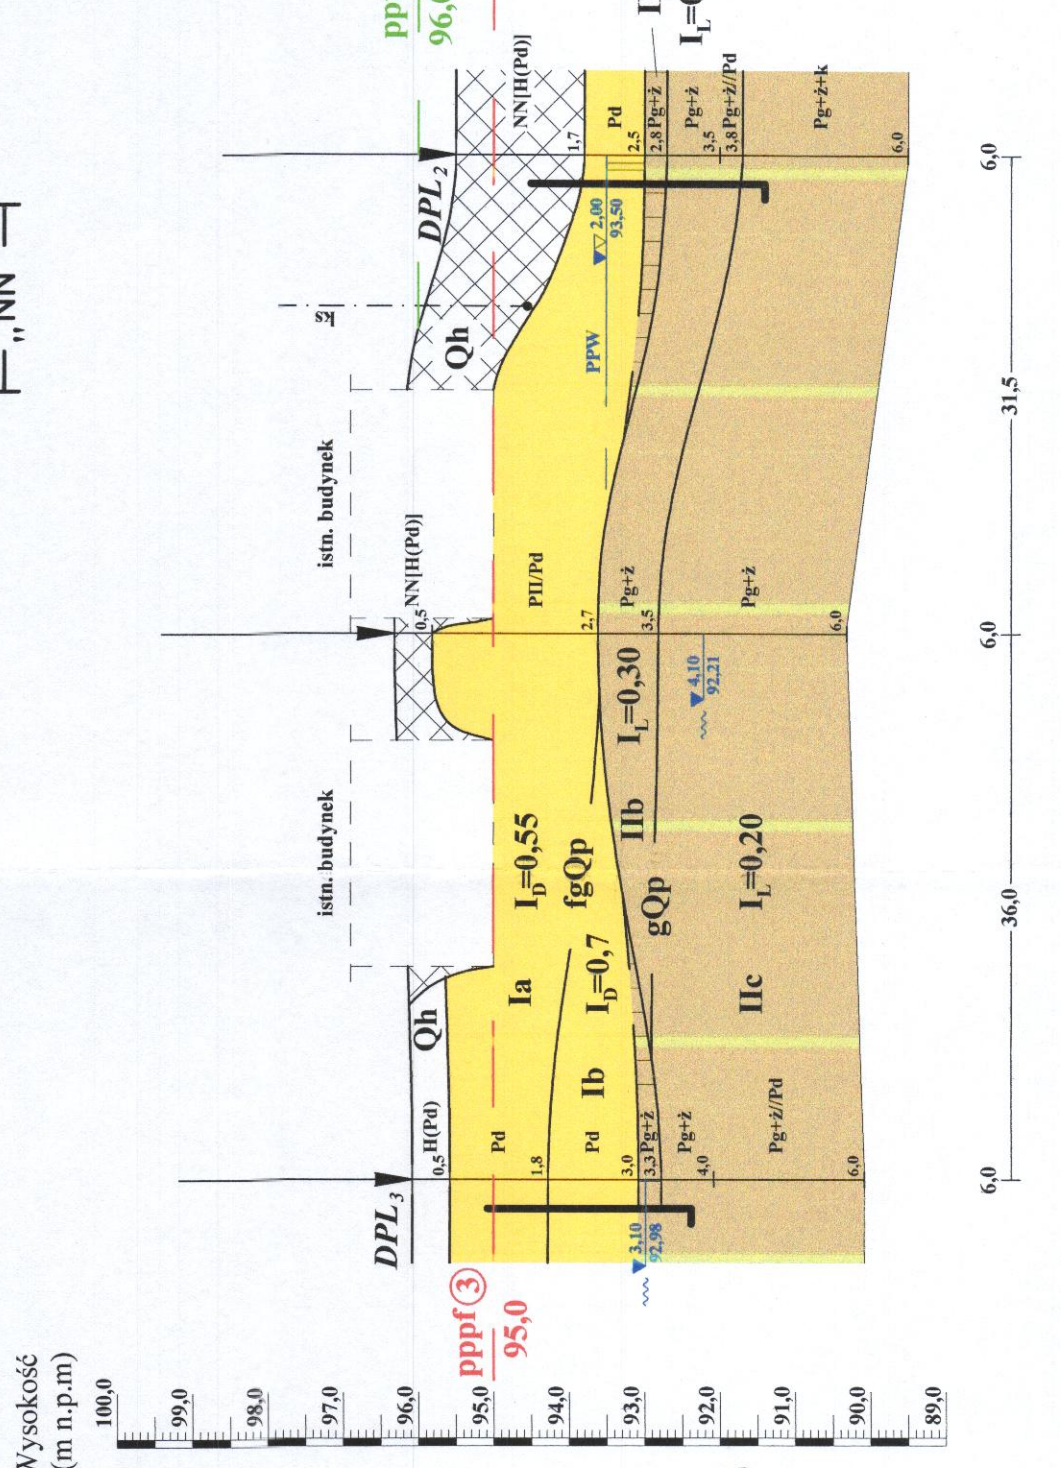 „NN
Wysokość
(m n.p.m)
100,0
99,0
98,0
97,0
96,0
95,0
94,0
93,0
92,0
91,0
90,0
89,0
pppf 3
95,0
96,0
DPL3
DPL2
istn. budynek
istn. budynek
ks
Qh
Qh
0,5 H(Pd)
0,5 NN[H(Pd)]
NN[H(Pd)]
Pd
1,8
Ia
ID=0,55
PΠ/Pd
1,7
Pd
3,0
Ib
ID=0,7
fgQp
2,7
PPW
2,00
93,50
Pd
2,5
3,10
92,98
3,3 Pg+ż
Pg+ż
4,0
gQp
IIb
IL=0,30
Pg+ż
3,5
2,8 Pg+ż
Pg+ż
3,5
3,8 Pg+ż//Pd
4,10
92,21
Pg+ż//Pd
IIc
IL=0,20
Pg+ż
Pg+ż+k
6,0
6,0
6,0
6,0
36,0
6,0
31,5
6,0